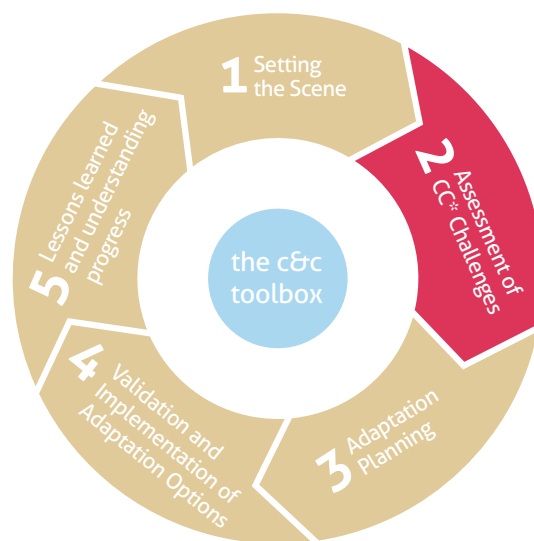 1 Setting
the Scene
2 Assessment of
CC* Challenges
3 Adaptation
Planning
4 Validation and
Implementation of
Adaptation Options
5 Lessons learned
and understanding
progress
the c&c
toolbox